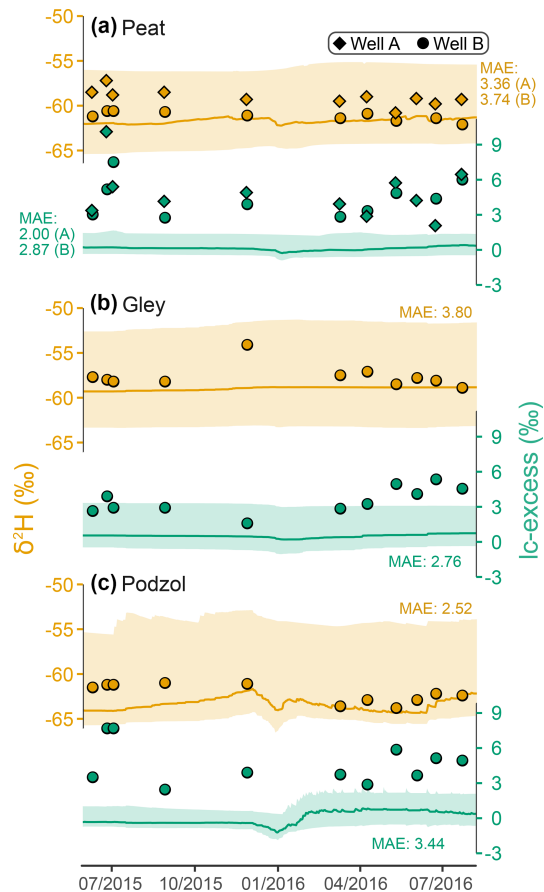 (a) Peat
Well A Well B
-50
-55
-60
-65
MAE:
3.36 (A)
3.74 (B)
9
6
3
0
-3
MAE:
2.00 (A)
2.87 (B)
(b) Gley
MAE: 3.80
-50
-55
-60
-65
9
6
3
0
-3
MAE: 2.76
δ²H (‰)
lc-excess (‰)
(c) Podzol
MAE: 2.52
-50
-55
-60
-65
9
6
3
0
-3
MAE: 3.44
07/2015 10/2015 01/2016 04/2016 07/2016